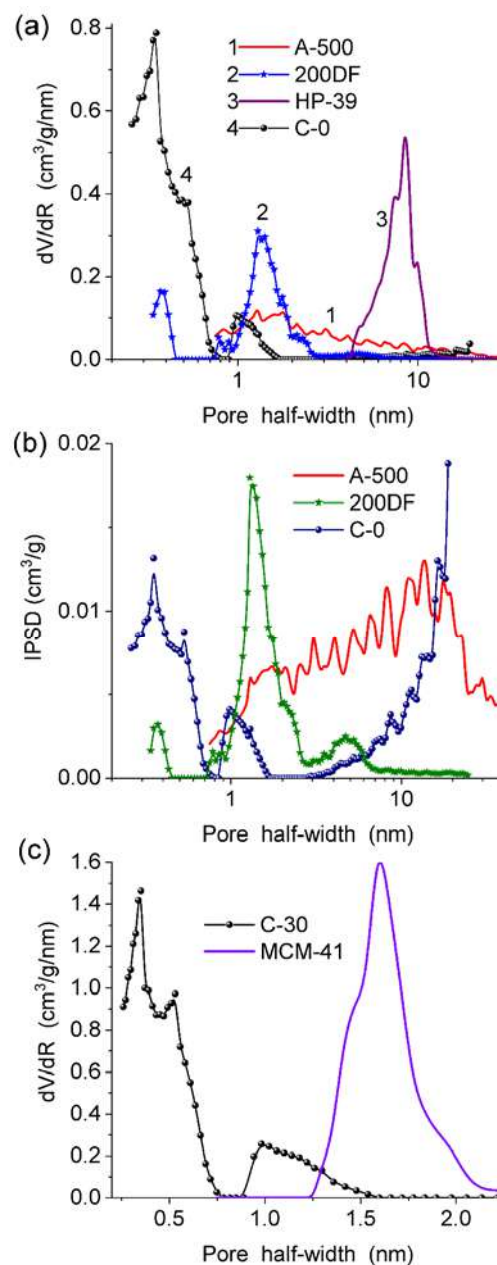 (a)
0.8
0.6
0.4
0.2
0.0
dV/dR (cm³/g/nm)
1 A-500
2 200DF
3 HP-39
4 C-0
4
2
3
1
1
10
Pore half-width (nm)
(b)
0.02
0.01
0.00
IPSD (cm³/g)
A-500
200DF
C-0
1
10
Pore half-width (nm)
(c)
1.6
1.4
1.2
1.0
0.8
0.6
0.4
0.2
0.0
dV/dR (cm³/g/nm)
C-30
MCM-41
0.5
1.0
1.5
2.0
Pore half-width (nm)